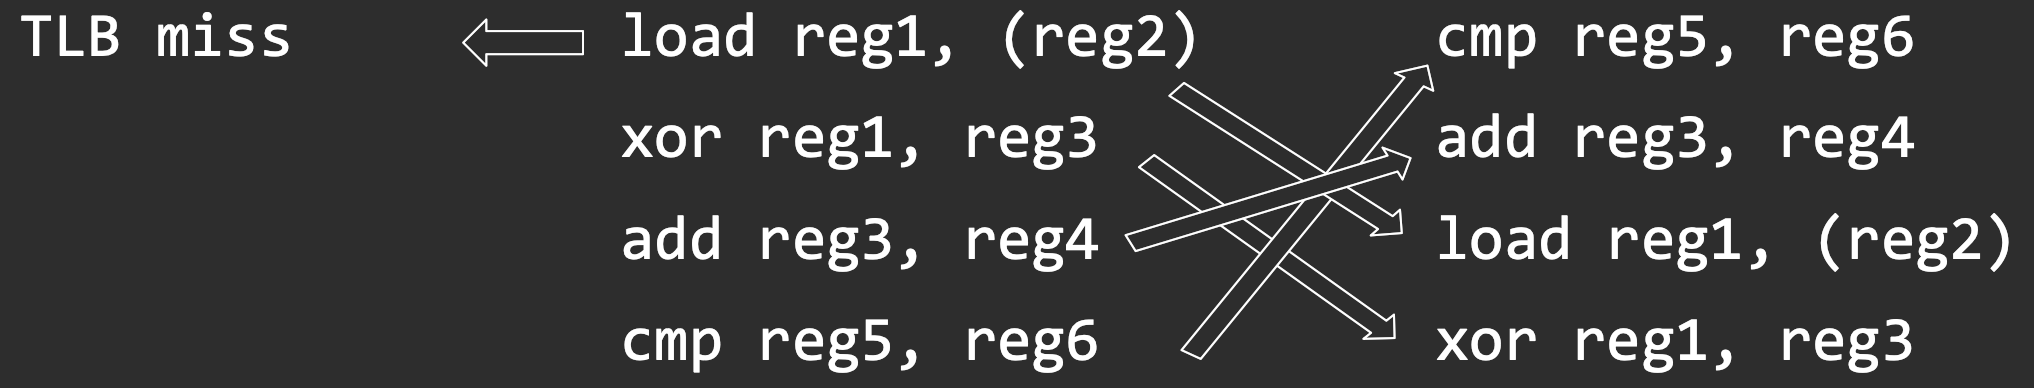 TLB miss
load reg1, (reg2)
xor reg1, reg3
add reg3, reg4
cmp reg5, reg6
cmp reg5, reg6
add reg3, reg4
load reg1, (reg2)
xor reg1, reg3